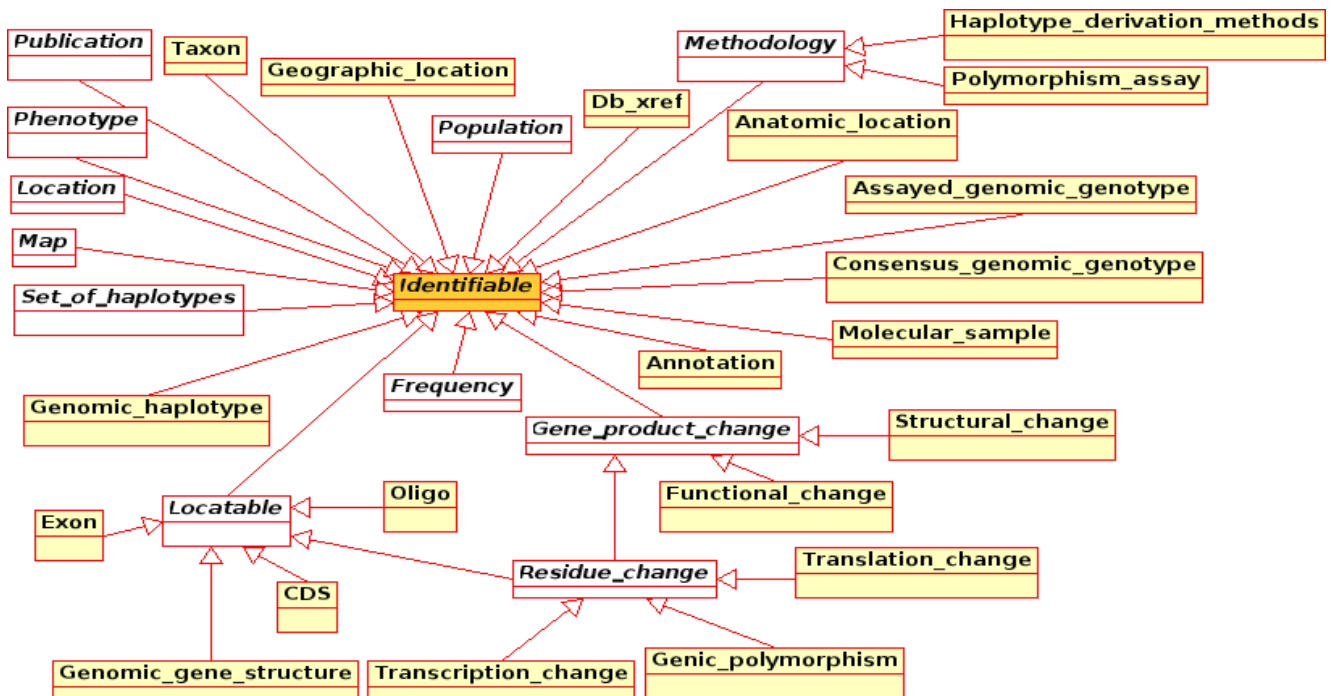 Haplotype_derivation_methods
Publication
Taxon
Methodology
Geographic_location
Polymorphism_assay
Db_xref
Phenotype
Population
Anatomic_location
Location
Assayed_genomic_genotype
Map
Consensus_genomic_genotype
Identifiable
Set_of_haplotypes
Molecular_sample
Annotation
Frequency
Genomic_haplotype
Structural_change
Gene_product_change
Oligo
Functional_change
Locatable
Exon
Translation_change
Residue_change
CDS
Genic_polymorphism
Genomic_gene_structure
Transcription_change